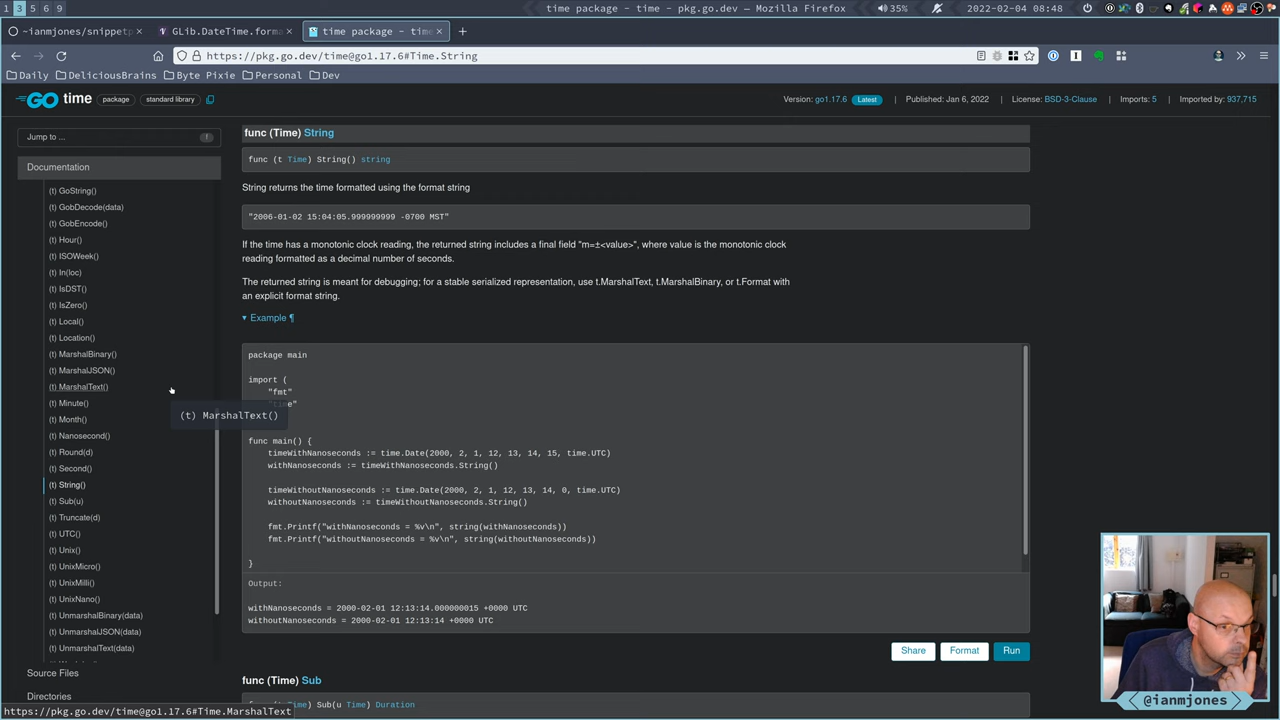 1 3 5 6 9
time package - time - pkg.go.dev — Mozilla Firefox
35%
2022-02-04 08:48
~ianmjones/snippetp
GLib.DateTime.forma
time package - time
https://pkg.go.dev/time@go1.17.6#Time.String
Daily DeliciousBrains Byte Pixie Personal Dev
GO time package standard library
Version: go1.17.6 Latest Published: Jan 6, 2022 License: BSD-3-Clause Imports: 5 Imported by: 937,715
Jump to ... f
Documentation
(t) GoString()
(t) GobDecode(data)
(t) GobEncode()
(t) Hour()
(t) ISOWeek()
(t) In(loc)
(t) IsDST()
(t) IsZero()
(t) Local()
(t) Location()
(t) MarshalBinary()
(t) MarshalJSON()
(t) MarshalText()
(t) Minute()
(t) Month()
(t) Nanosecond()
(t) Round(d)
(t) Second()
(t) String()
(t) Sub(u)
(t) Truncate(d)
(t) UTC()
(t) Unix()
(t) UnixMicro()
(t) UnixMilli()
(t) UnixNano()
(t) UnmarshalBinary(data)
(t) UnmarshalJSON(data)
(t) UnmarshalText(data)
Source Files
Directories
(t) MarshalText()
func (Time) String
func (t Time) String() string
String returns the time formatted using the format string
"2006-01-02 15:04:05.999999999 -0700 MST"
If the time has a monotonic clock reading, the returned string includes a final field "m=±<value>", where value is the monotonic clock
reading formatted as a decimal number of seconds.
The returned string is meant for debugging; for a stable serialized representation, use t.MarshalText, t.MarshalBinary, or t.Format with
an explicit format string.
▾ Example ¶
package main
import (
"fmt"
"time"
func main() {
timeWithNanoseconds := time.Date(2000, 2, 1, 12, 13, 14, 15, time.UTC)
withNanoseconds := timeWithNanoseconds.String()
timeWithoutNanoseconds := time.Date(2000, 2, 1, 12, 13, 14, 0, time.UTC)
withoutNanoseconds := timeWithoutNanoseconds.String()
fmt.Printf("withNanoseconds = %v\n", string(withNanoseconds))
fmt.Printf("withoutNanoseconds = %v\n", string(withoutNanoseconds))
}
Output:
withNanoseconds = 2000-02-01 12:13:14.000000015 +0000 UTC
withoutNanoseconds = 2000-02-01 12:13:14 +0000 UTC
Share Format Run
func (Time) Sub
Sub(u Time) Duration
https://pkg.go.dev/time@go1.17.6#Time.MarshalText
@ianmjones